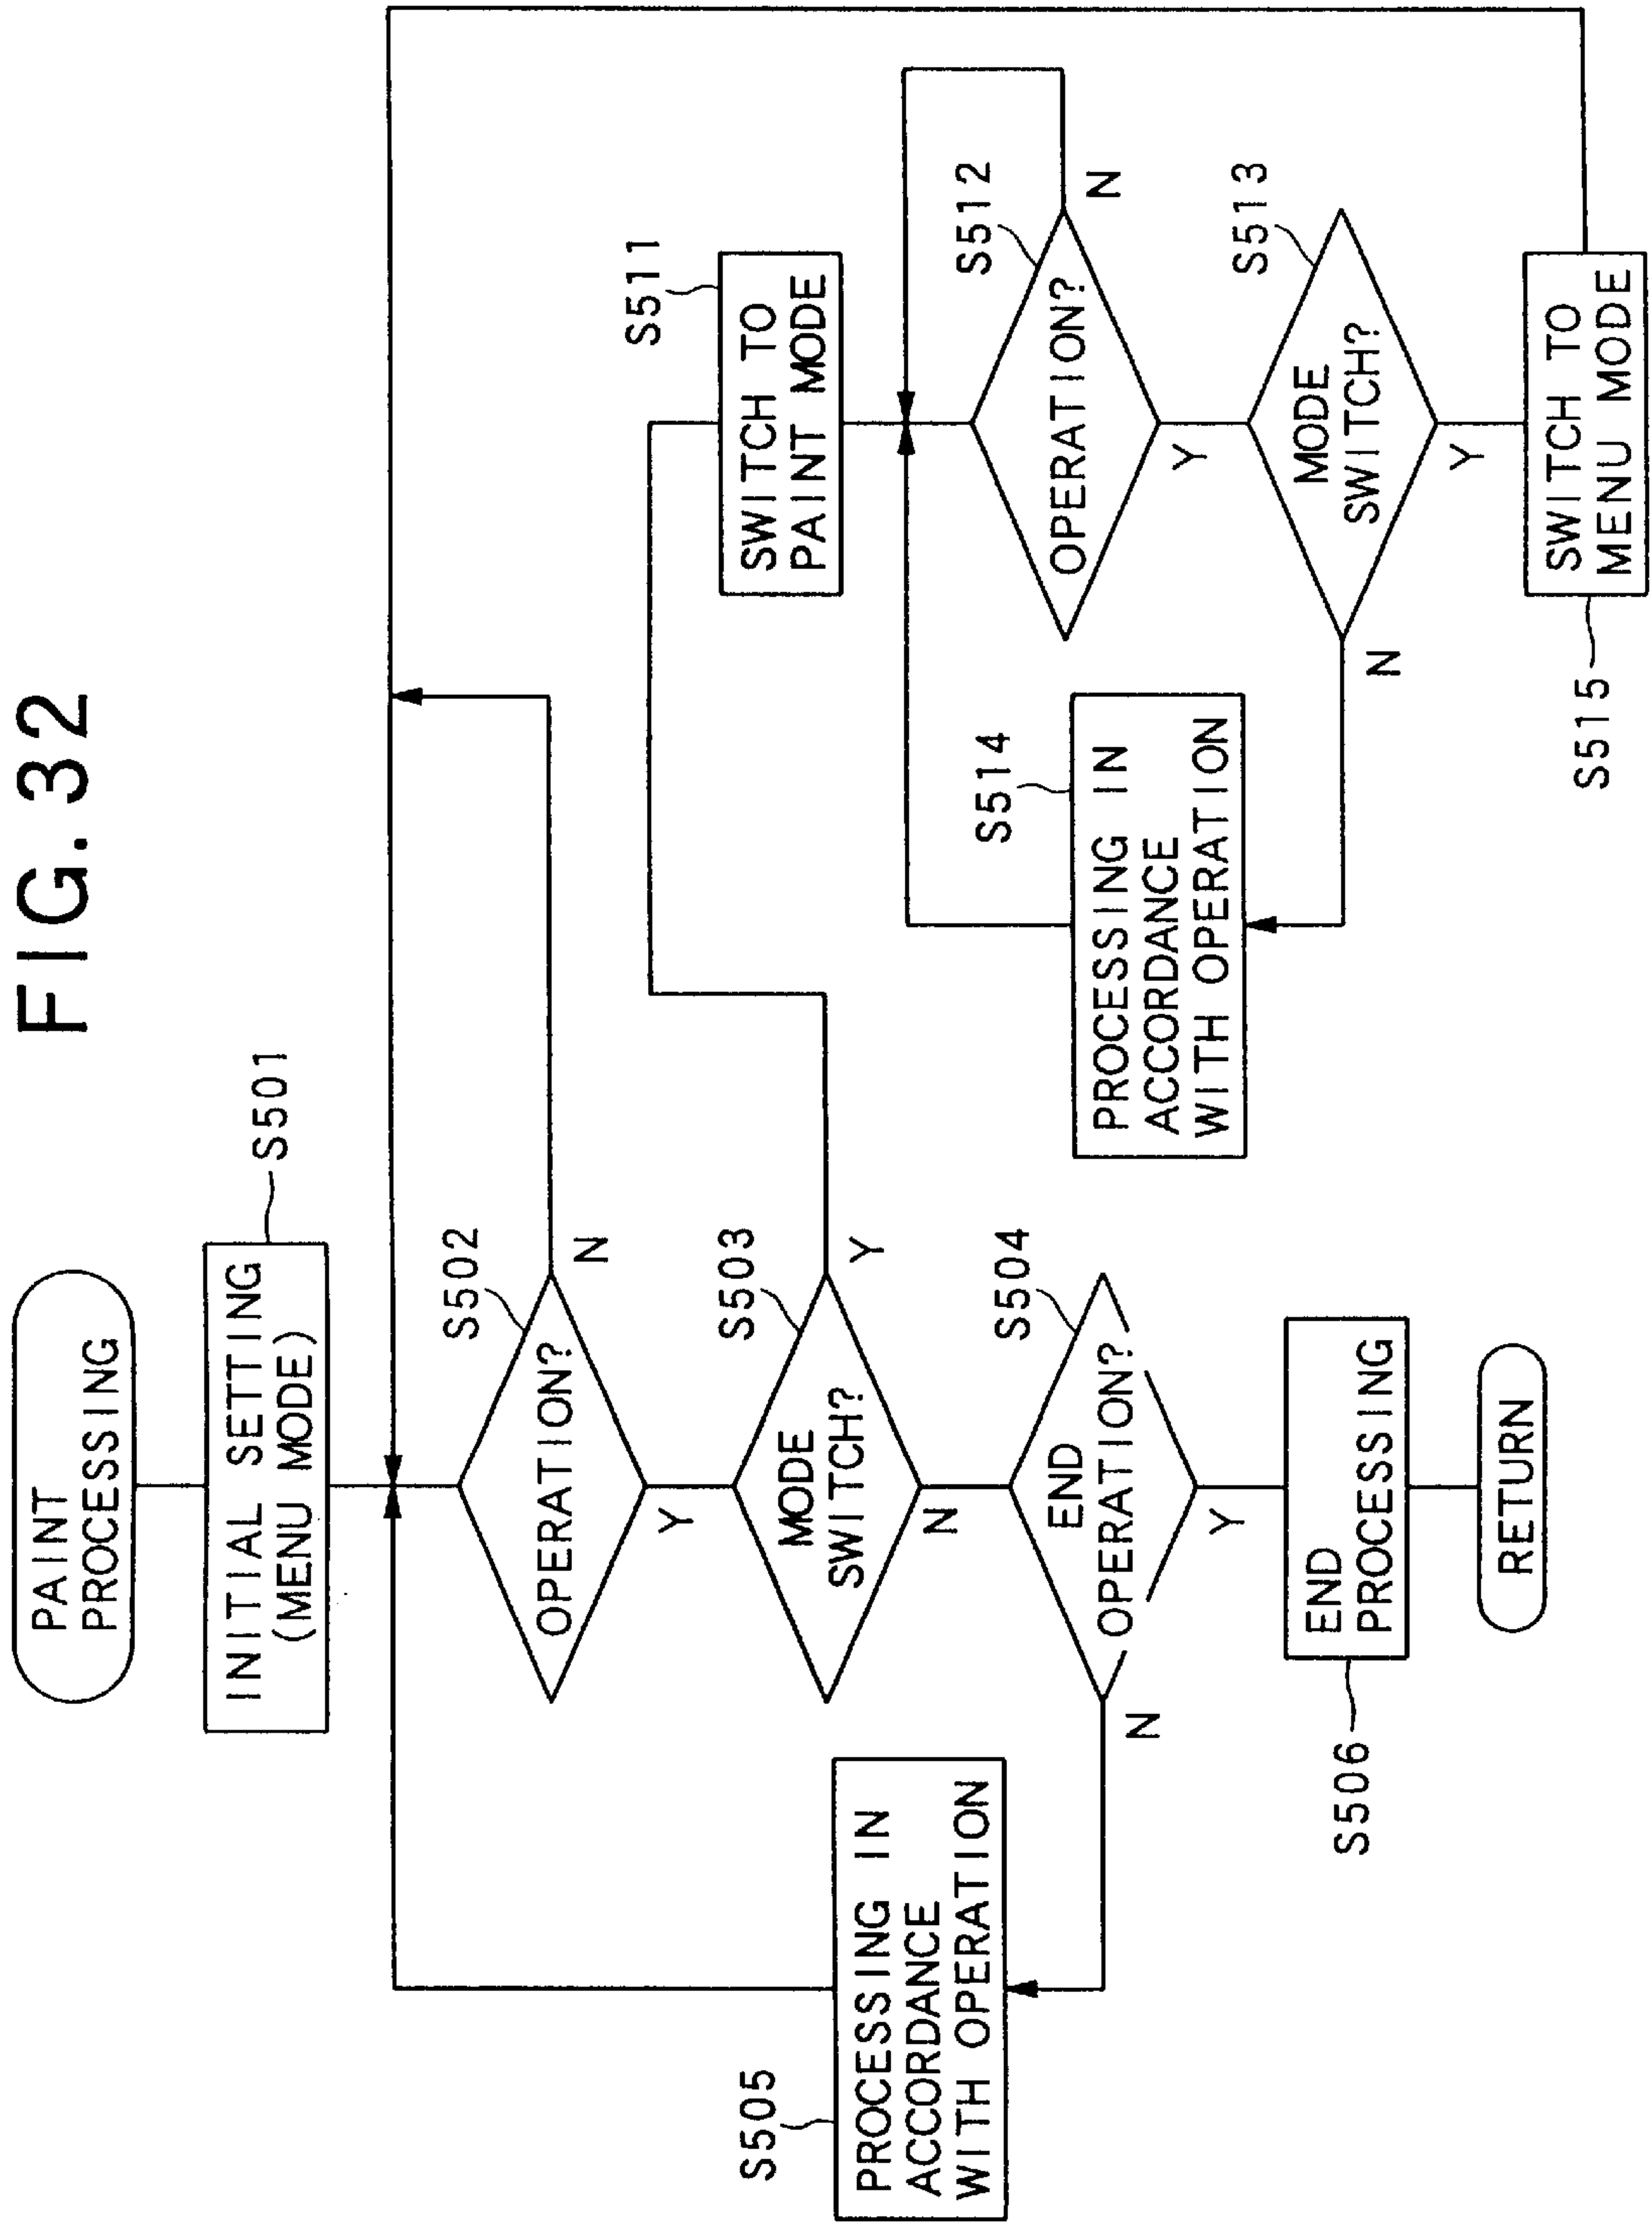 FIG. 32
PAINT
PROCESSING
INITIAL SETTING
(MENU MODE)
S501
OPERATION?
S502
N
Y
MODE
SWITCH?
S503
Y
N
END
OPERATION?
S504
N
Y
PROCESSING IN
ACCORDANCE
WITH OPERATION
S505
END
PROCESSING
S506
RETURN
SWITCH TO
PAINT MODE
S511
OPERATION?
S512
N
Y
MODE
SWITCH?
S513
N
Y
PROCESSING IN
ACCORDANCE
WITH OPERATION
S514
SWITCH TO
MENU MODE
S515